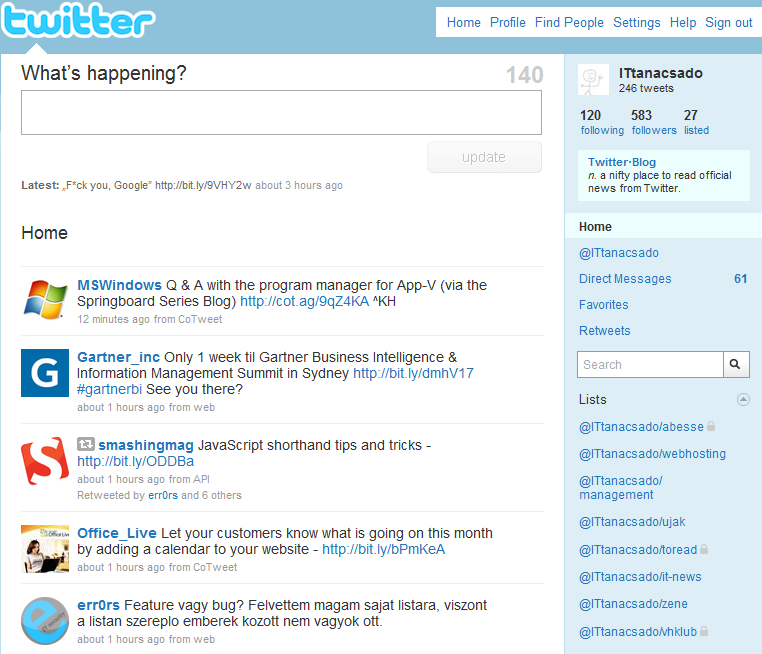 twitter
Home Profile Find People Settings Help Sign out
What's happening?
140
update
Latest: „F*ck you, Google" http://bit.ly/9VHY2w about 3 hours ago
Home
MSWindows Q & A with the program manager for App-V (via the
Springboard Series Blog) http://cot.ag/9qZ4KA ^KH
12 minutes ago from CoTweet
G
Gartner_inc Only 1 week til Gartner Business Intelligence &
Information Management Summit in Sydney http://bit.ly/dmhV17
#gartnerbi See you there?
about 1 hours ago from web
smashingmag JavaScript shorthand tips and tricks -
http://bit.ly/ODDBa
about 1 hours ago from API
Retweeted by err0rs and 6 others
Office Live
Office_Live Let your customers know what is going on this month
by adding a calendar to your website - http://bit.ly/bPmKeA
about 1 hours ago from CoTweet
err0rs Feature vagy bug? Felvettem magam sajat listara, viszont
a listan szereplo emberek kozott nem vagyok ott.
about 1 hours ago from web
ITtanacsado
246 tweets
120 583 27
following followers listed
Twitter·Blog
n. a nifty place to read official
news from Twitter.
Home
@ITtanacsado
Direct Messages 61
Favorites
Retweets
Search
Lists
@ITtanacsado/abesse
@ITtanacsado/webhosting
@ITtanacsado/
management
@ITtanacsado/ujak
@ITtanacsado/toread
@ITtanacsado/it-news
@ITtanacsado/zene
@ITtanacsado/vhklub